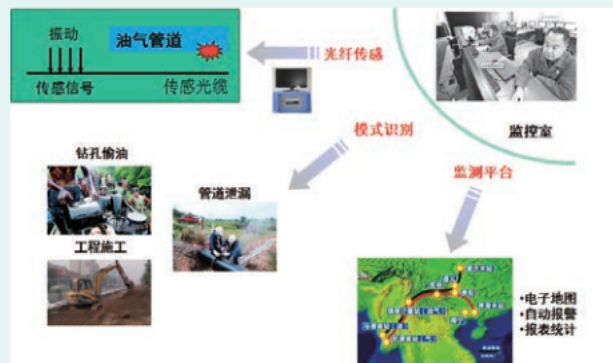 振动
油气管道
传感信号
传感光缆
光纤传感
监控室
模式识别
监测平台
钻孔偷油
管道泄漏
工程施工
•电子地图
•自动报警
•报表统计